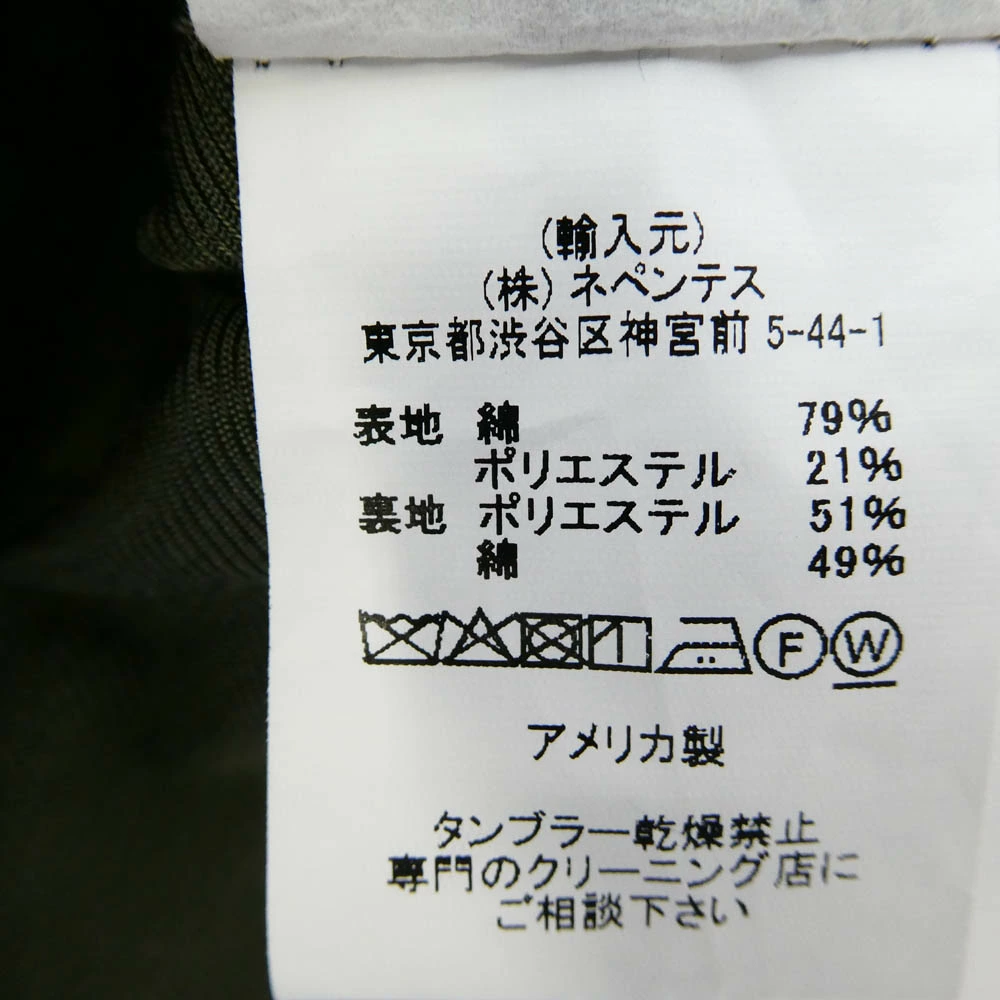 (輸入元)
(株)ネペンテス
東京都渋谷区神宮前 5-44-1
表地 綿 79%
ポリエステル 21%
裏地 ポリエステル 51%
綿 49%
F W
アメリカ製
タンブラー乾燥禁止
専門のクリーニング店に
ご相談下さい